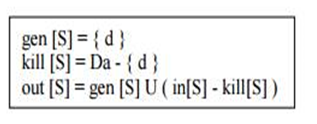 gen [S] = { d }
kill [S] = Da - { d }
out [S] = gen [S] U ( in[S] - kill[S] )